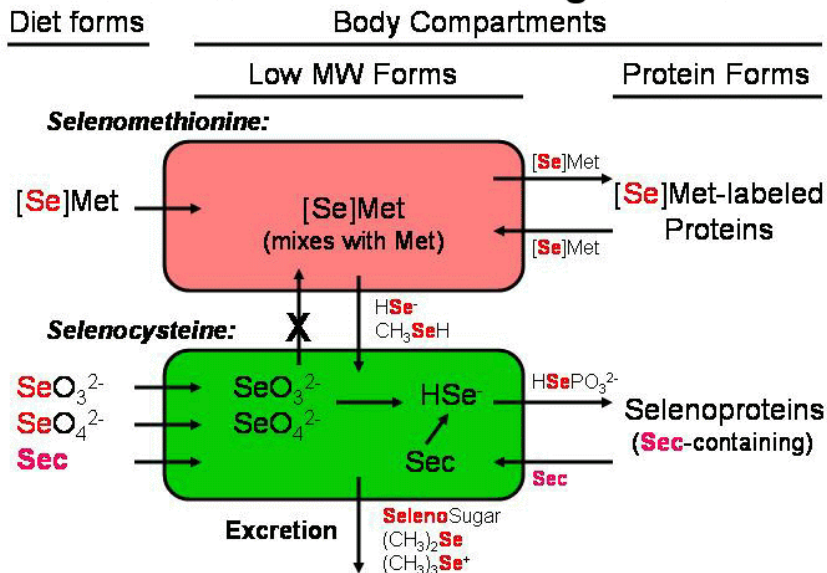 Diet forms
Body Compartments
Low MW Forms
Protein Forms
Selenomethionine:
[Se]Met
[Se]Met
(mixes with Met)
[Se]Met
[Se]Met
[Se]Met-labeled
Proteins
HSe⁻
CH₃SeH
X
Selenocysteine:
SeO₃²⁻
SeO₄²⁻
Sec
SeO₃²⁻
SeO₄²⁻
HSe⁻
Sec
HSePO₃²⁻
Sec
Selenoproteins
(Sec-containing)
Excretion
SelenoSugar
(CH₃)₂Se
(CH₃)₃Se⁺